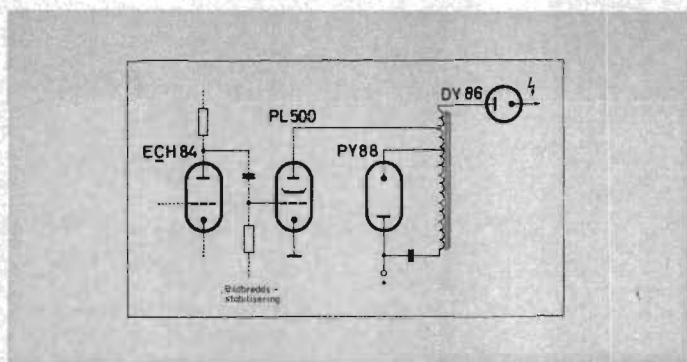 DY 86
PL 500
ECH 84
PY 88
Bildbredds-
stabilisering
+